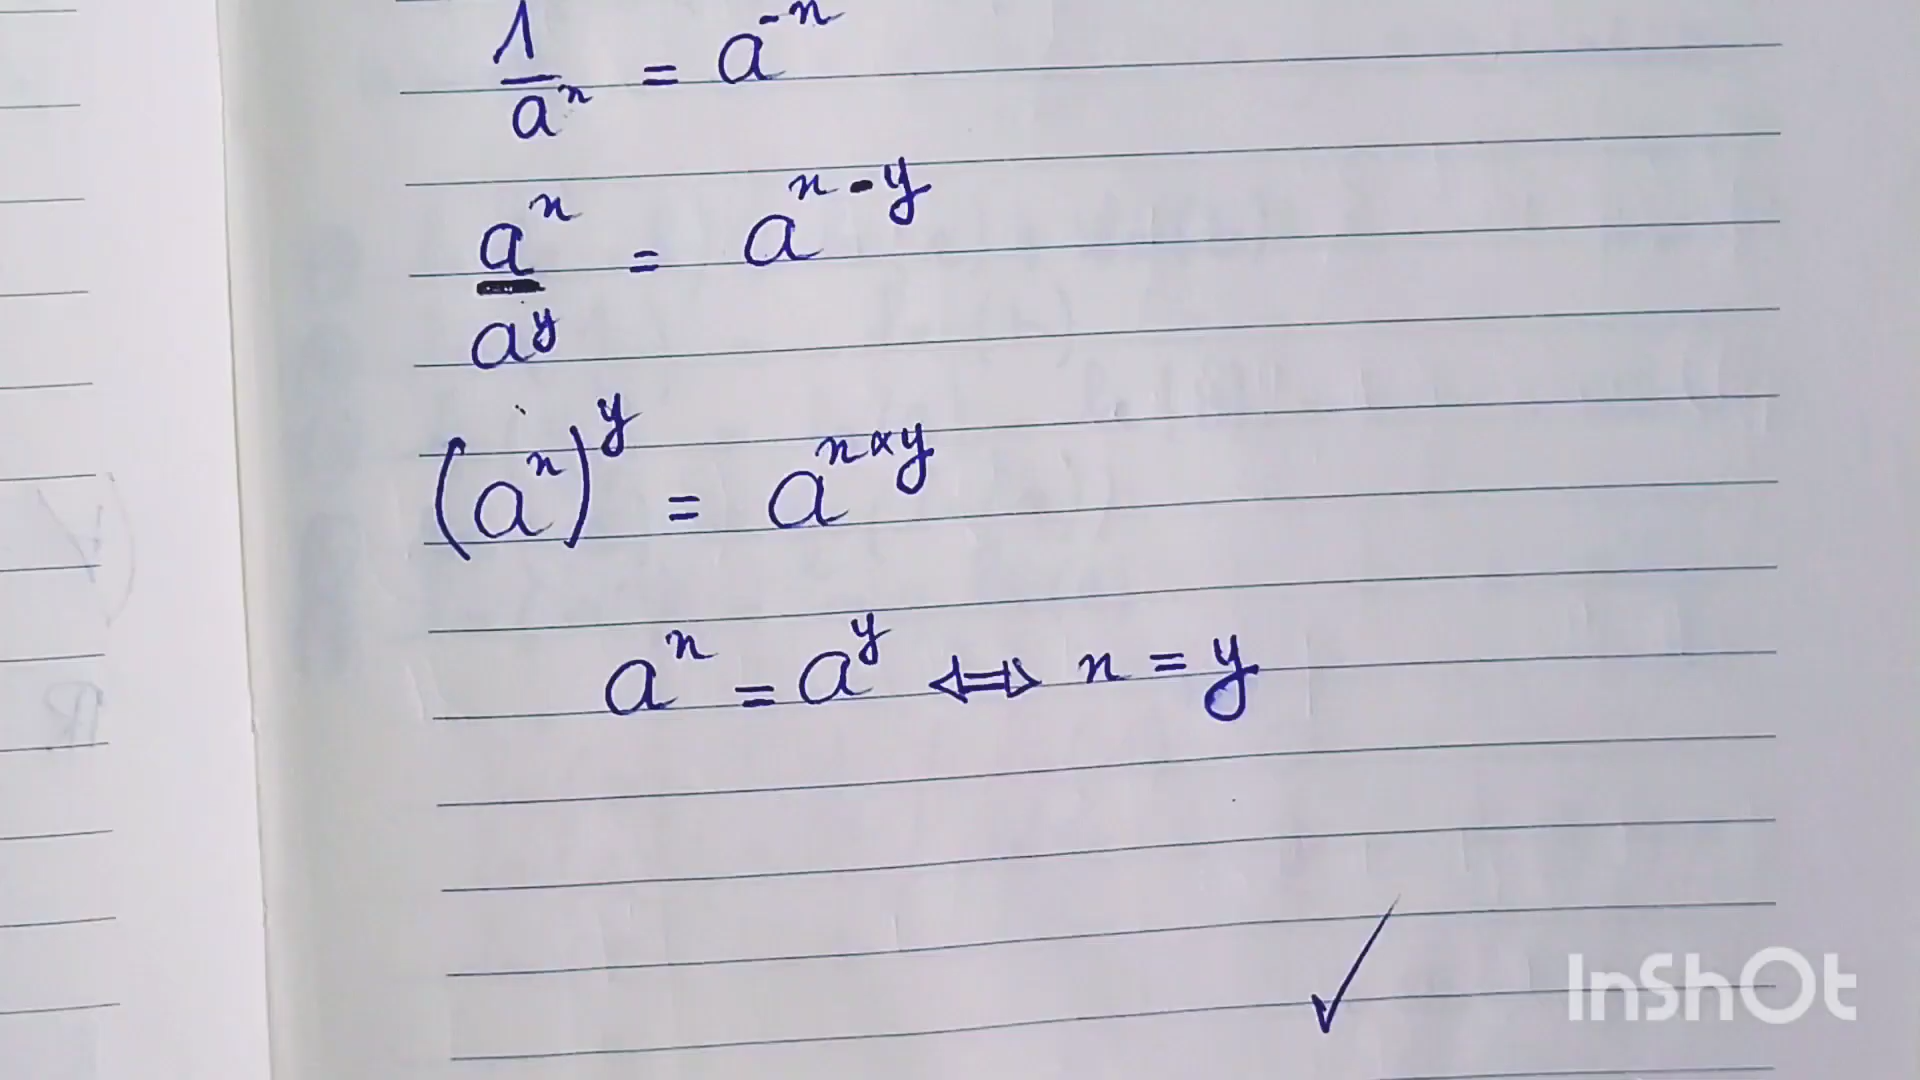 1/aⁿ = a⁻ⁿ
aⁿ/aʸ = aⁿ⁻ʸ
(aⁿ)ʸ = aⁿˣʸ
aⁿ = aʸ ⇔ n = y
InShOt